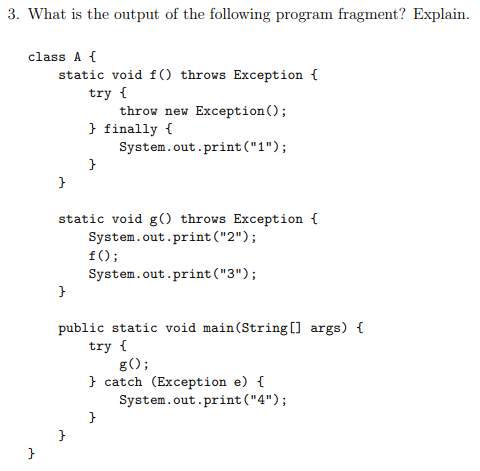 3. What is the output of the following program fragment? Explain.
class A {
    static void f() throws Exception {
        try {
            throw new Exception();
        } finally {
            System.out.print("1");
        }
    }

    static void g() throws Exception {
        System.out.print("2");
        f();
        System.out.print("3");
    }

    public static void main(String[] args) {
        try {
            g();
        } catch (Exception e) {
            System.out.print("4");
        }
    }
}